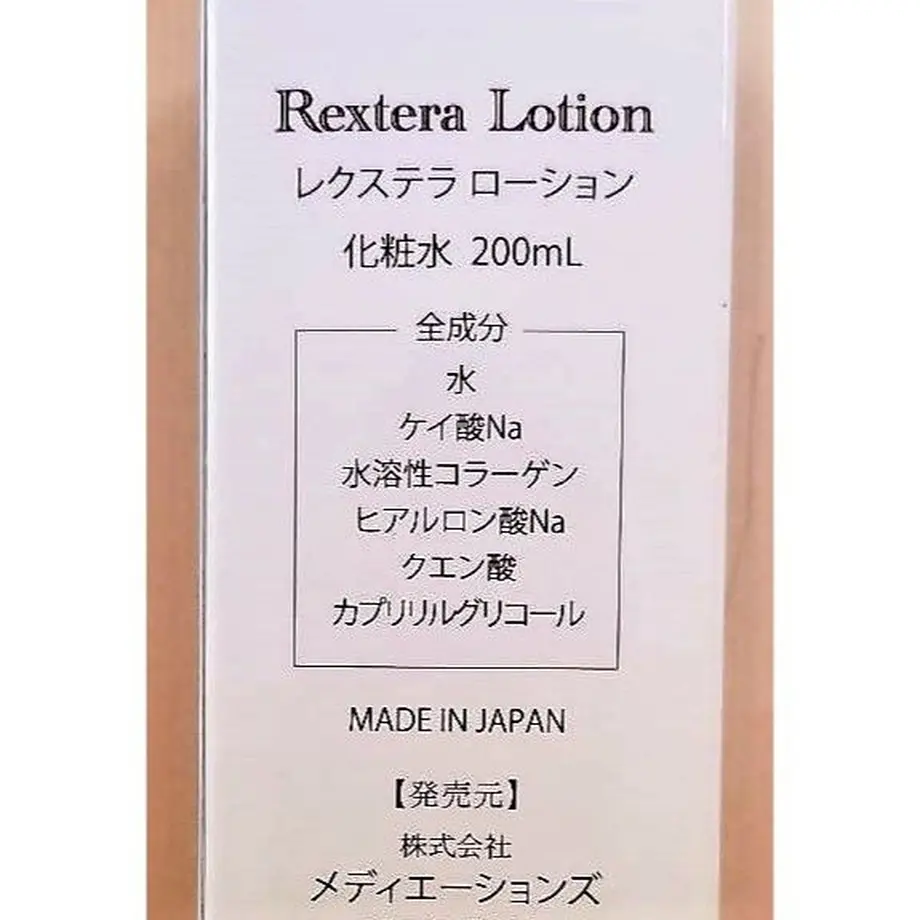 Rextera Lotion
レクステラ ローション
化粧水 200mL
全成分
水
ケイ酸Na
水溶性コラーゲン
ヒアルロン酸Na
クエン酸
カプリリルグリコール
MADE IN JAPAN
【発売元】
株式会社
メディエーションズ